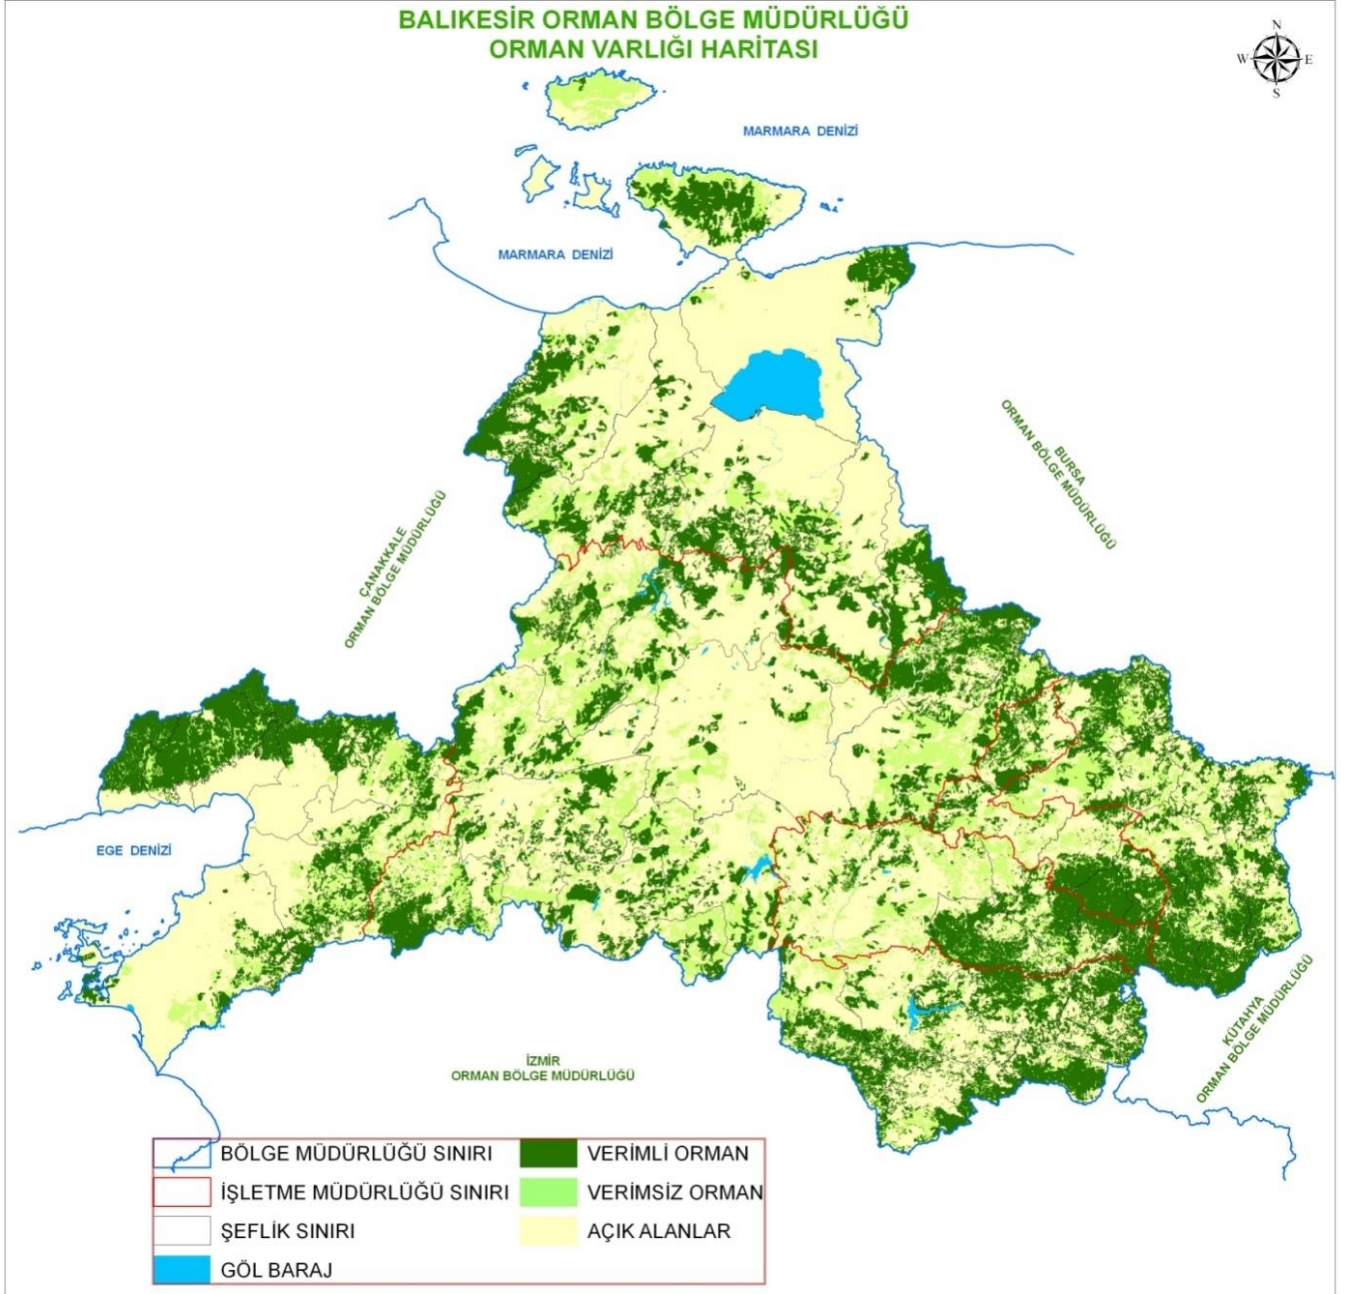 BALIKESİR ORMAN BÖLGE MÜDÜRLÜĞÜ
ORMAN VARLIĞI HARİTASI
N
W
E
S
MARMARA DENİZİ
MARMARA DENİZİ
BURSA
ORMAN BÖLGE MÜDÜRLÜĞÜ
ÇANAKKALE
ORMAN BÖLGE MÜDÜRLÜĞÜ
EGE DENİZİ
KÜTAHYA
ORMAN BÖLGE MÜDÜRLÜĞÜ
İZMİR
ORMAN BÖLGE MÜDÜRLÜĞÜ
BÖLGE MÜDÜRLÜĞÜ SINIRI
VERİMLİ ORMAN
İŞLETME MÜDÜRLÜĞÜ SINIRI
VERİMSİZ ORMAN
ŞEFLİK SINIRI
AÇIK ALANLAR
GÖL BARAJ